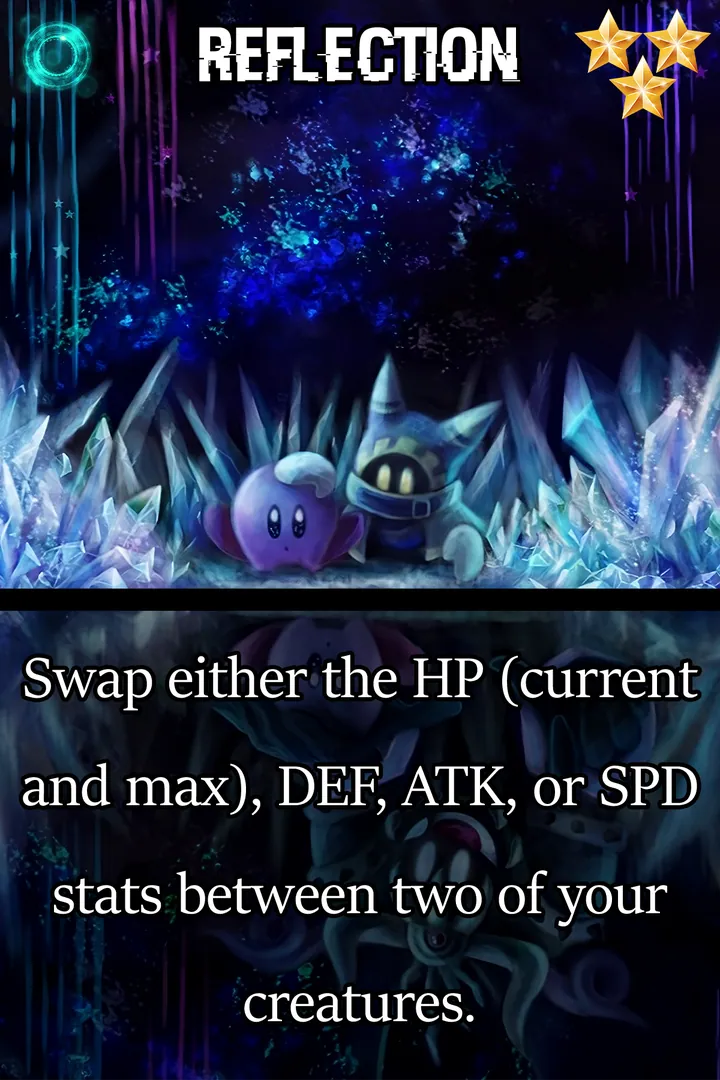 REFLECTION
Swap either the HP (current
and max), DEF, ATK, or SPD
stats between two of your
creatures.